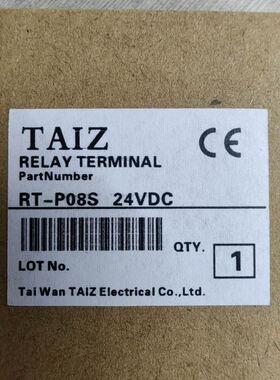 TAIZ
CE
RELAY TERMINAL
PartNumber
RT-P08S 24VDC
QTY. 1
LOT No.
Tai Wan TAIZ Electrical Co.,Ltd.